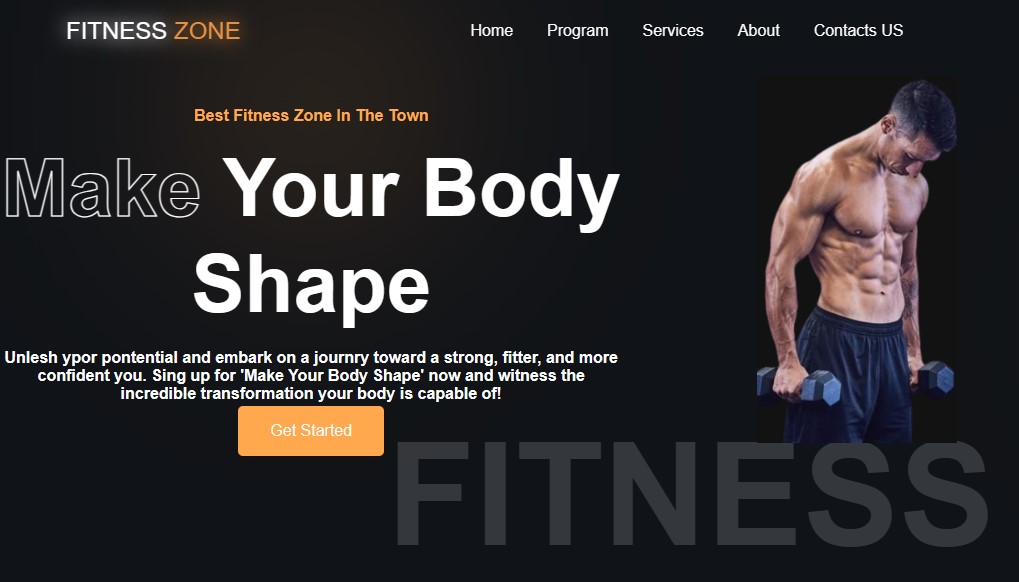 FITNESS ZONE
Home Program Services About Contacts US
Best Fitness Zone In The Town
Make Your Body
Shape
Unlesh ypor pontential and embark on a journry toward a strong, fitter, and more
confident you. Sing up for 'Make Your Body Shape' now and witness the
incredible transformation your body is capable of!
Get Started
FITNESS